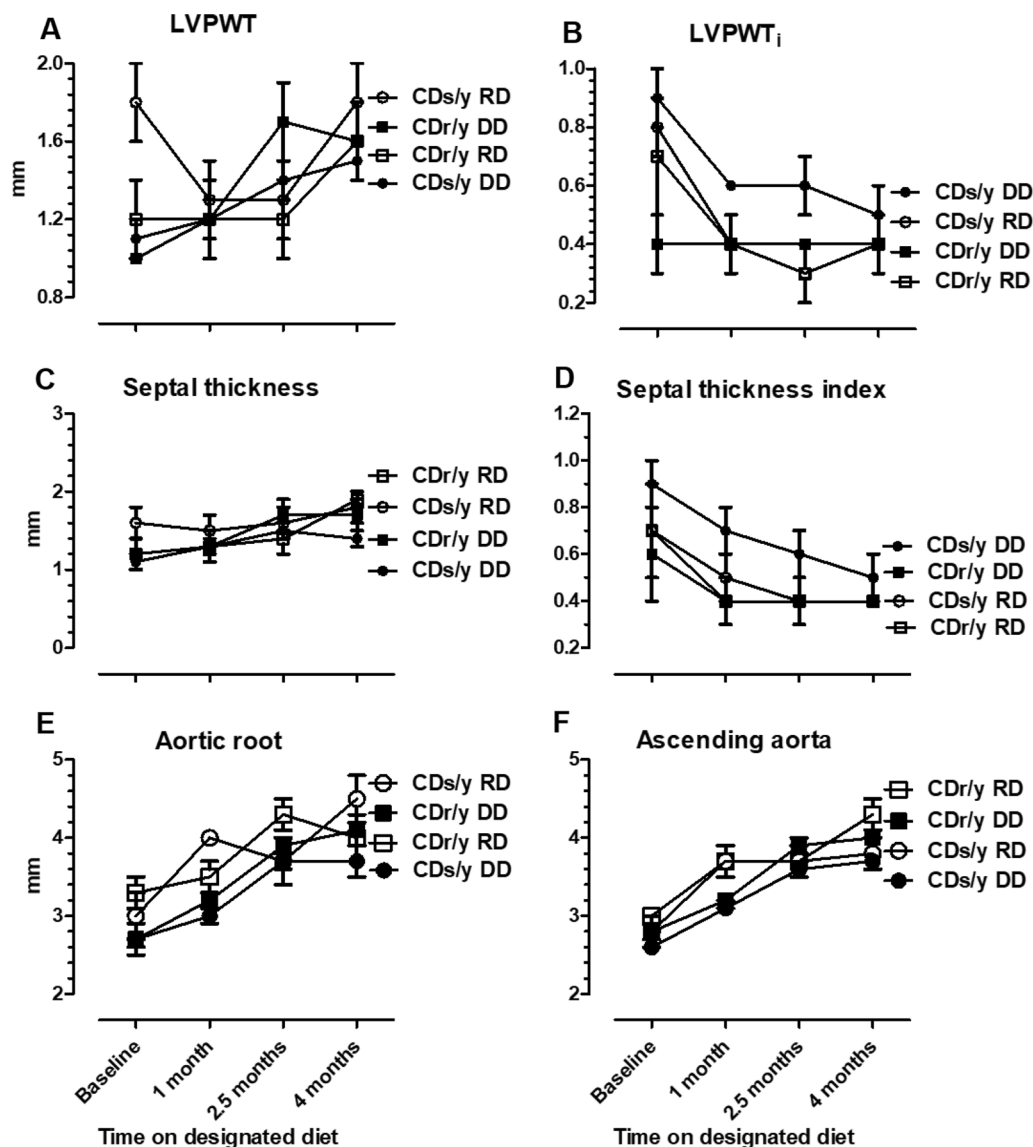 A
LVPWT
2.0
1.6
1.2
0.8
mm
CDs/y RD
CDr/y DD
CDr/y RD
CDs/y DD
B
LVPWTi
1.0
0.8
0.6
0.4
0.2
CDs/y DD
CDs/y RD
CDr/y DD
CDr/y RD
C
Septal thickness
3
2
1
0
mm
CDr/y RD
CDs/y RD
CDr/y DD
CDs/y DD
D
Septal thickness index
1.2
1.0
0.8
0.6
0.4
0.2
CDs/y DD
CDr/y DD
CDs/y RD
CDr/y RD
E
Aortic root
5
4
3
2
mm
CDs/y RD
CDr/y DD
CDr/y RD
CDs/y DD
Baseline
1 month
2.5 months
4 months
Time on designated diet
F
Ascending aorta
5
4
3
2
CDr/y RD
CDr/y DD
CDs/y RD
CDs/y DD
Baseline
1 month
2.5 months
4 months
Time on designated diet